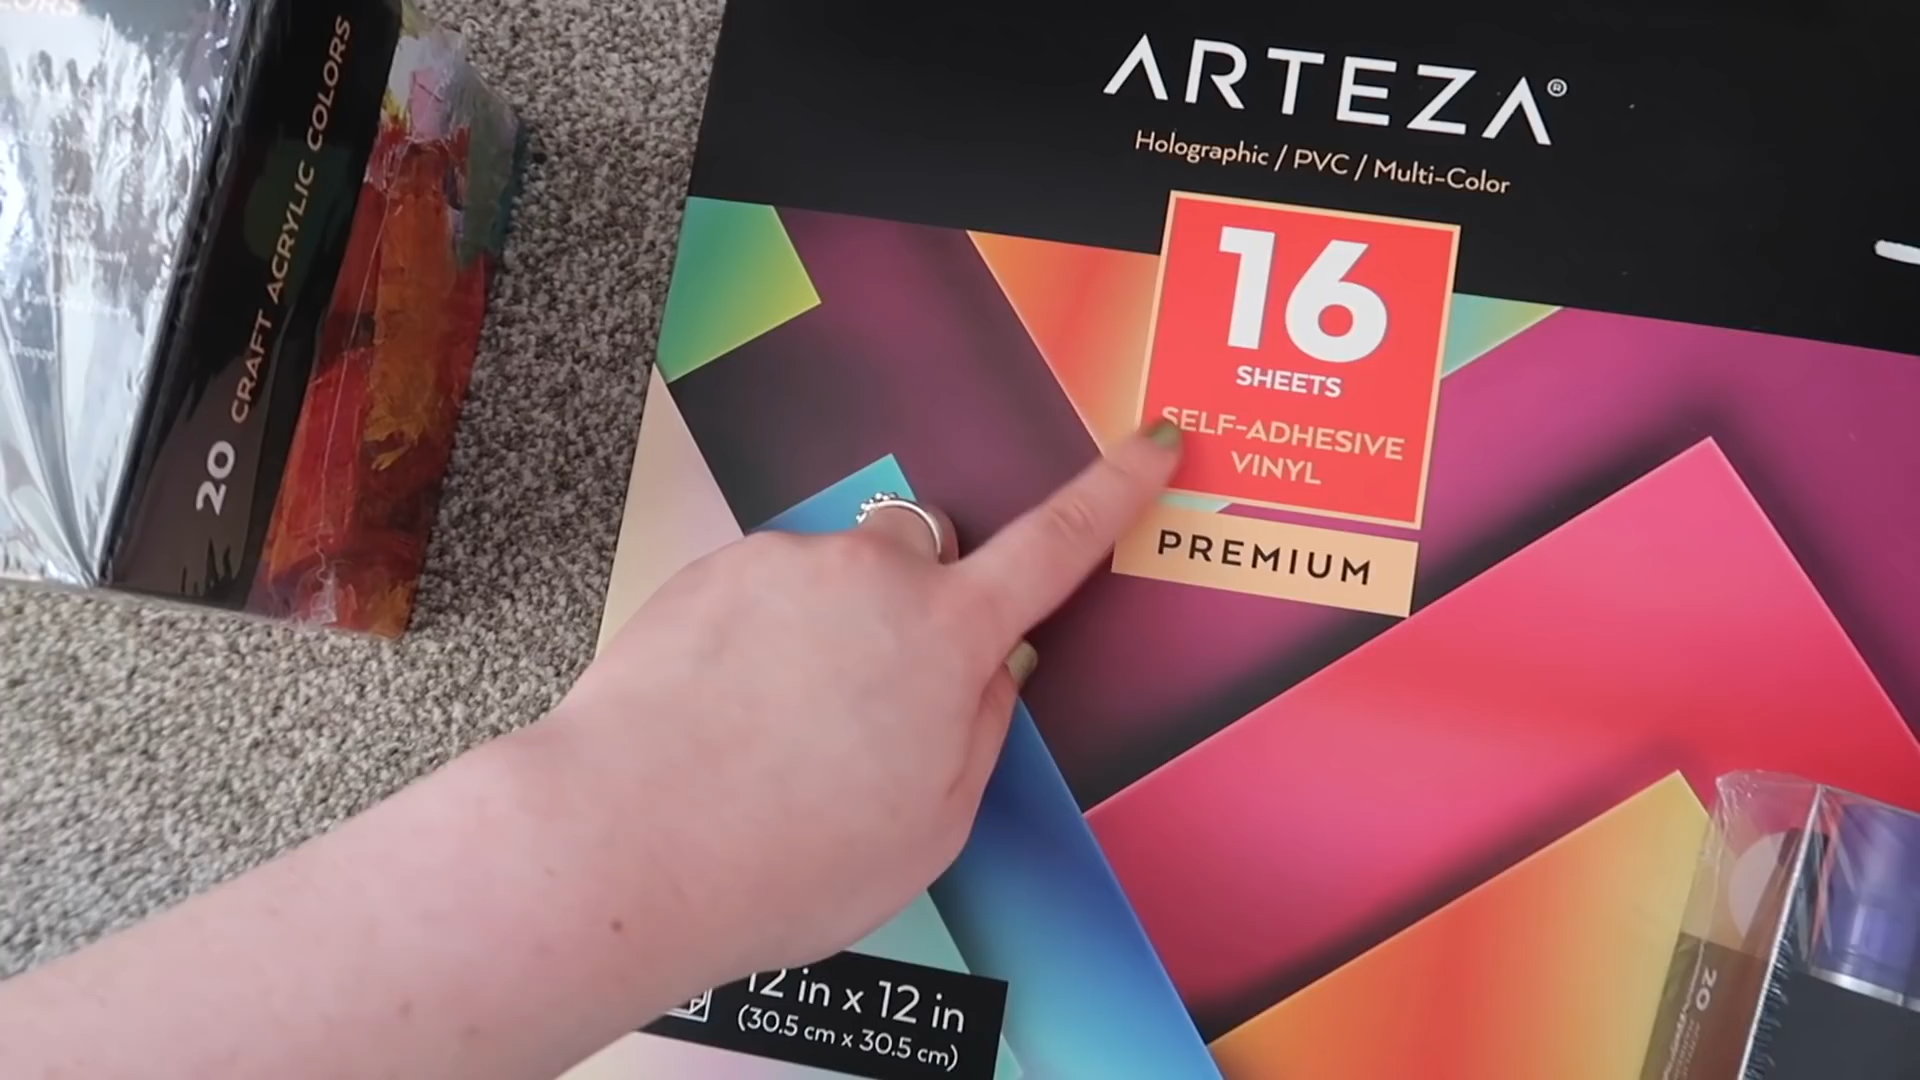 20 CRAFT ACRYLIC COLORS
ARTEZA®
Holographic / PVC / Multi-Color
16
SHEETS
SELF-ADHESIVE
VINYL
PREMIUM
12 in x 12 in
(30.5 cm x 30.5 cm)
20
Bronze